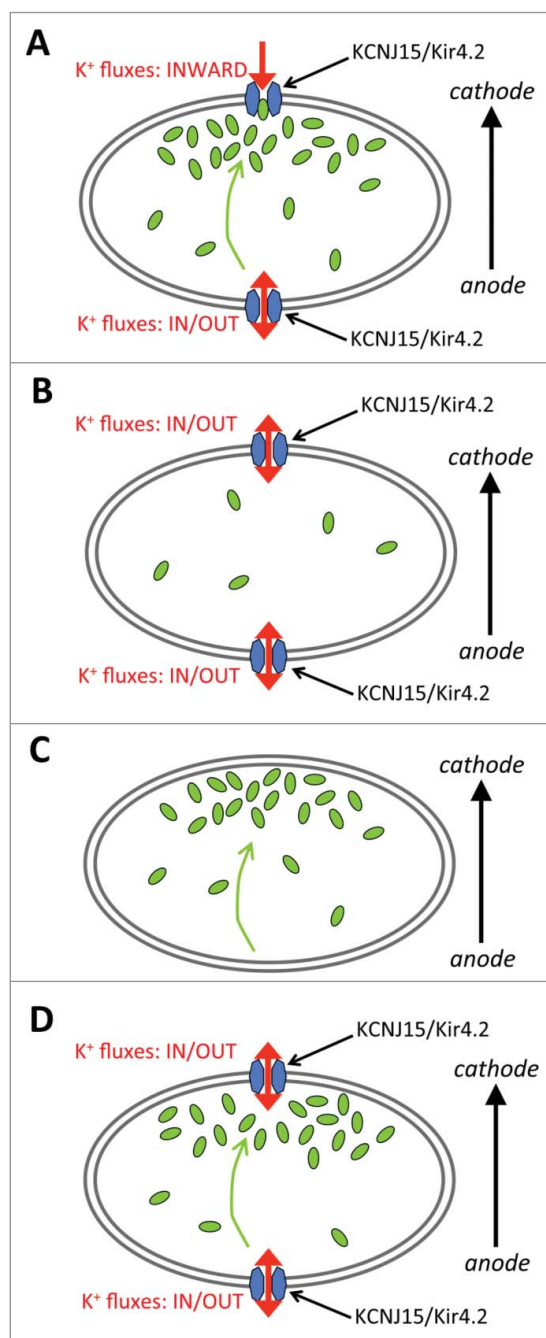 A
K⁺ fluxes: INWARD
KCNJ15/Kir4.2
cathode
anode
K⁺ fluxes: IN/OUT
KCNJ15/Kir4.2
B
K⁺ fluxes: IN/OUT
KCNJ15/Kir4.2
cathode
anode
K⁺ fluxes: IN/OUT
KCNJ15/Kir4.2
C
cathode
anode
D
K⁺ fluxes: IN/OUT
KCNJ15/Kir4.2
cathode
anode
K⁺ fluxes: IN/OUT
KCNJ15/Kir4.2